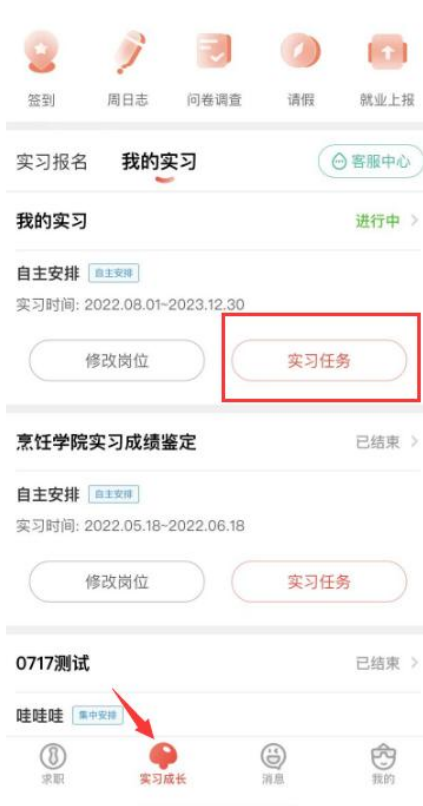 签到 周日志 问卷调查 请假 就业上报
实习报名 我的实习 客服中心
我的实习 进行中
自主安排 自主安排
实习时间: 2022.08.01~2023.12.30
修改岗位 实习任务
烹饪学院实习成绩鉴定 已结束
自主安排 自主安排
实习时间: 2022.05.18~2022.06.18
修改岗位 实习任务
0717测试 已结束
哇哇哇 集中安排
求职 实习成长 消息 我的